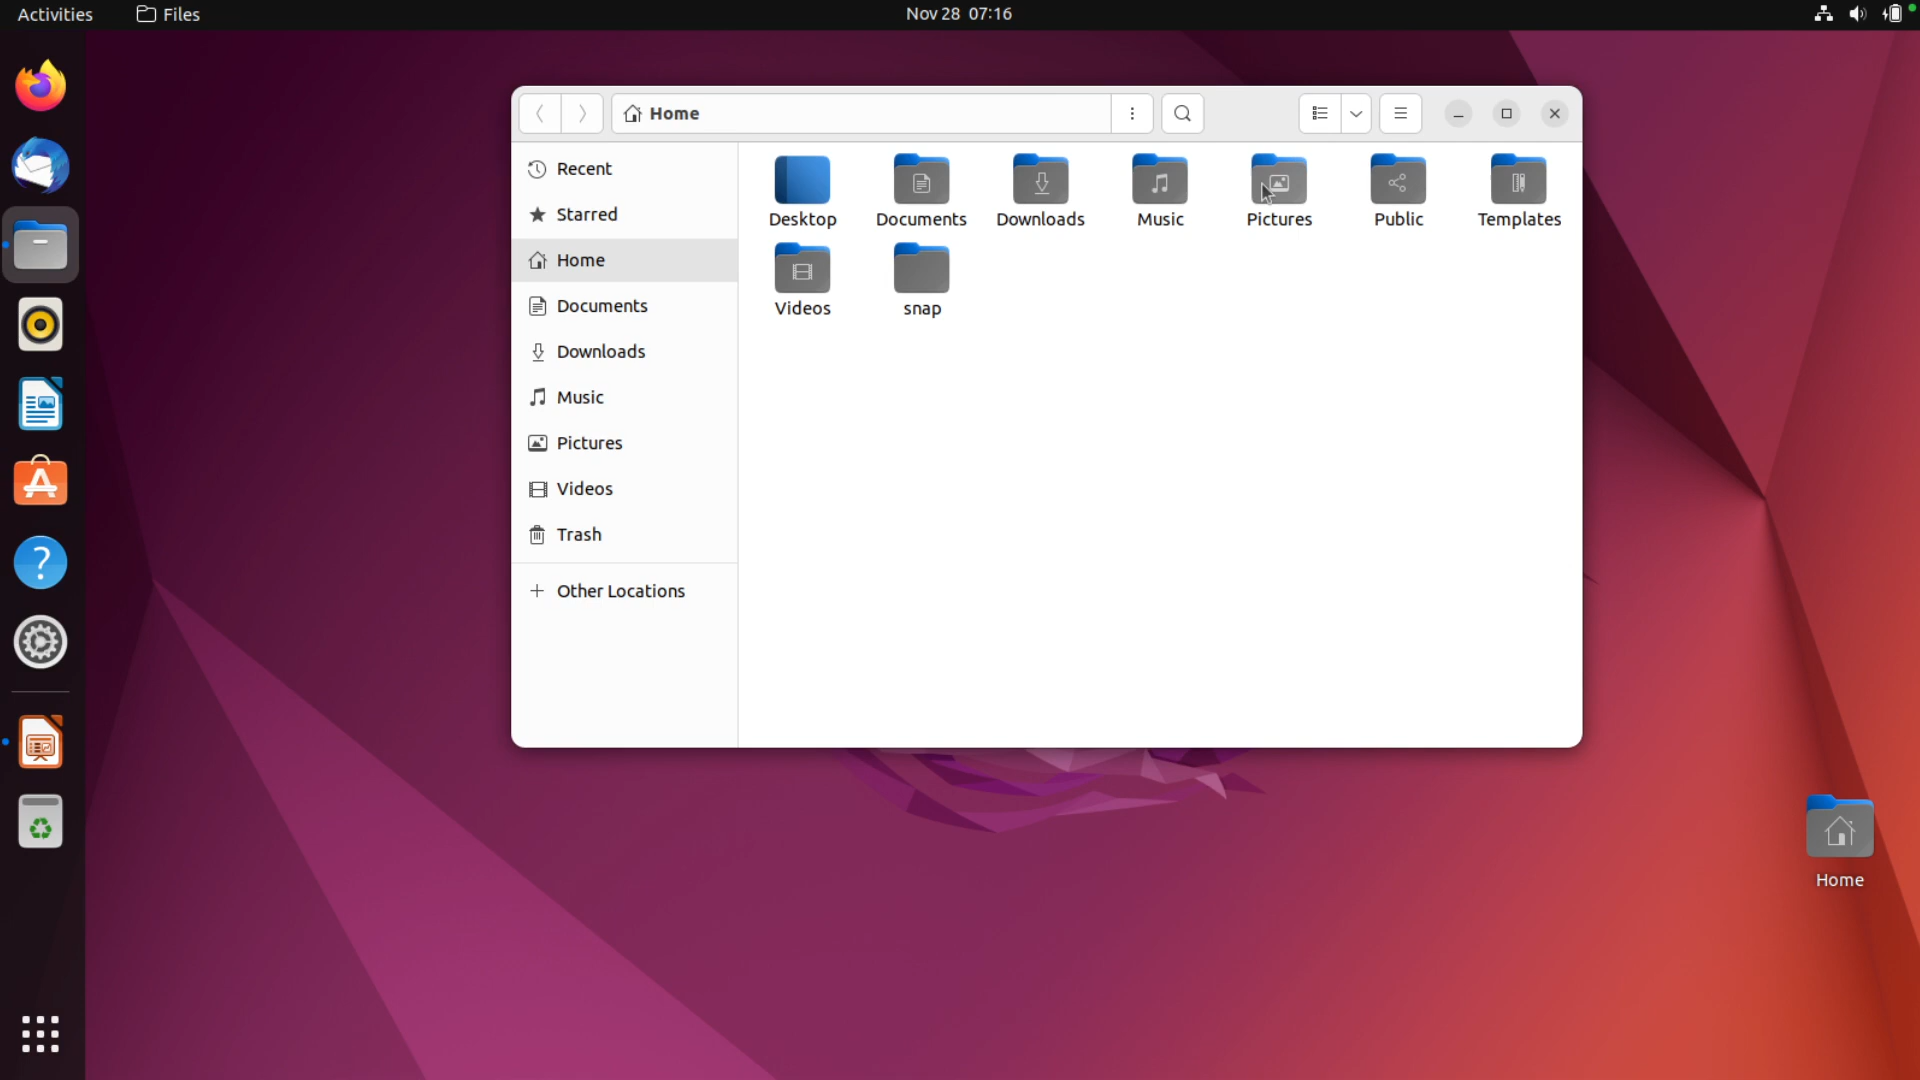 Activities Files Nov 28 07:16
Home
Recent
Starred
Home
Documents
Downloads
Music
Pictures
Videos
Trash
Other Locations
Desktop Documents Downloads Music Pictures Public Templates
Videos snap
Home